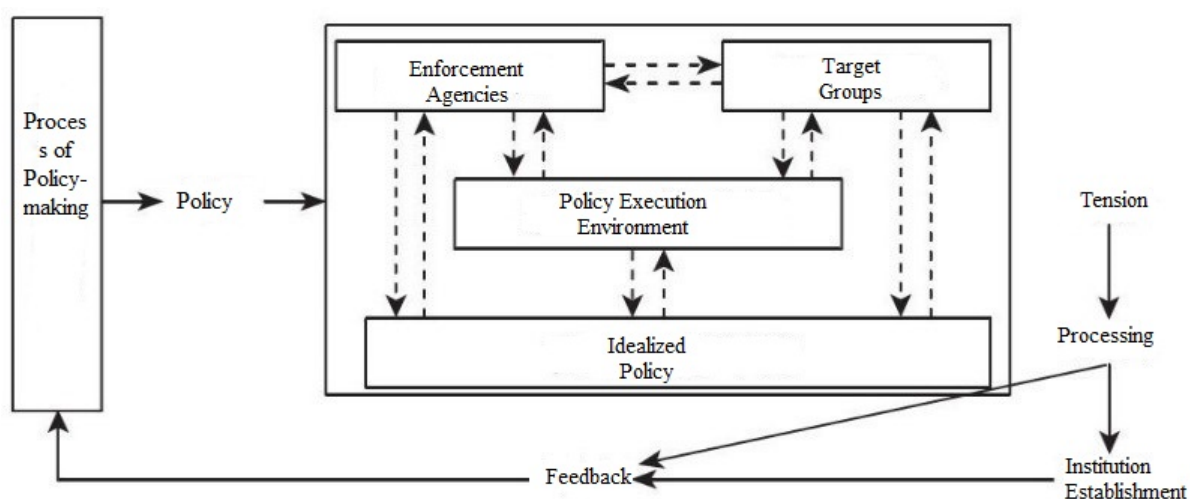 Proces
s of
Policy-
making
Policy
Enforcement
Agencies
Target
Groups
Policy Execution
Environment
Idealized
Policy
Tension
Processing
Institution
Establishment
Feedback